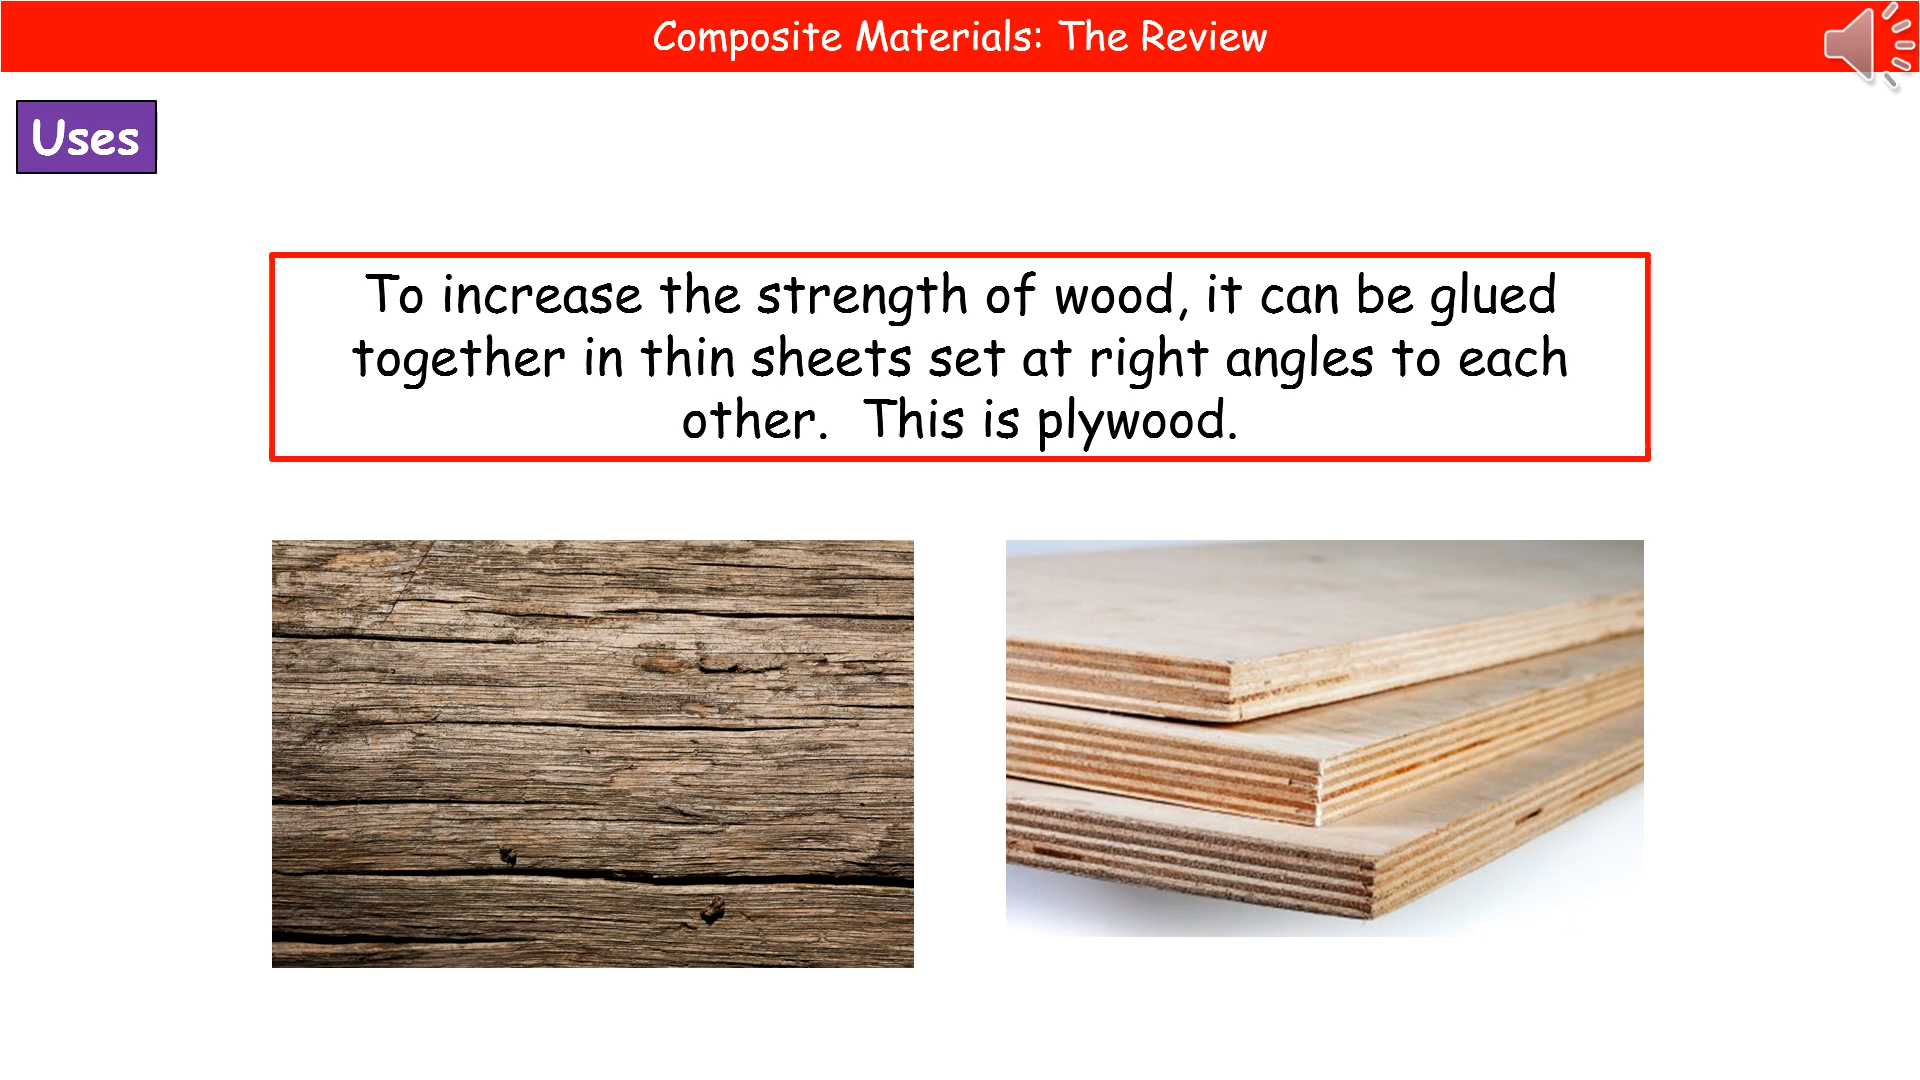 Composite Materials: The Review
Uses
To increase the strength of wood, it can be glued
together in thin sheets set at right angles to each
other.  This is plywood.